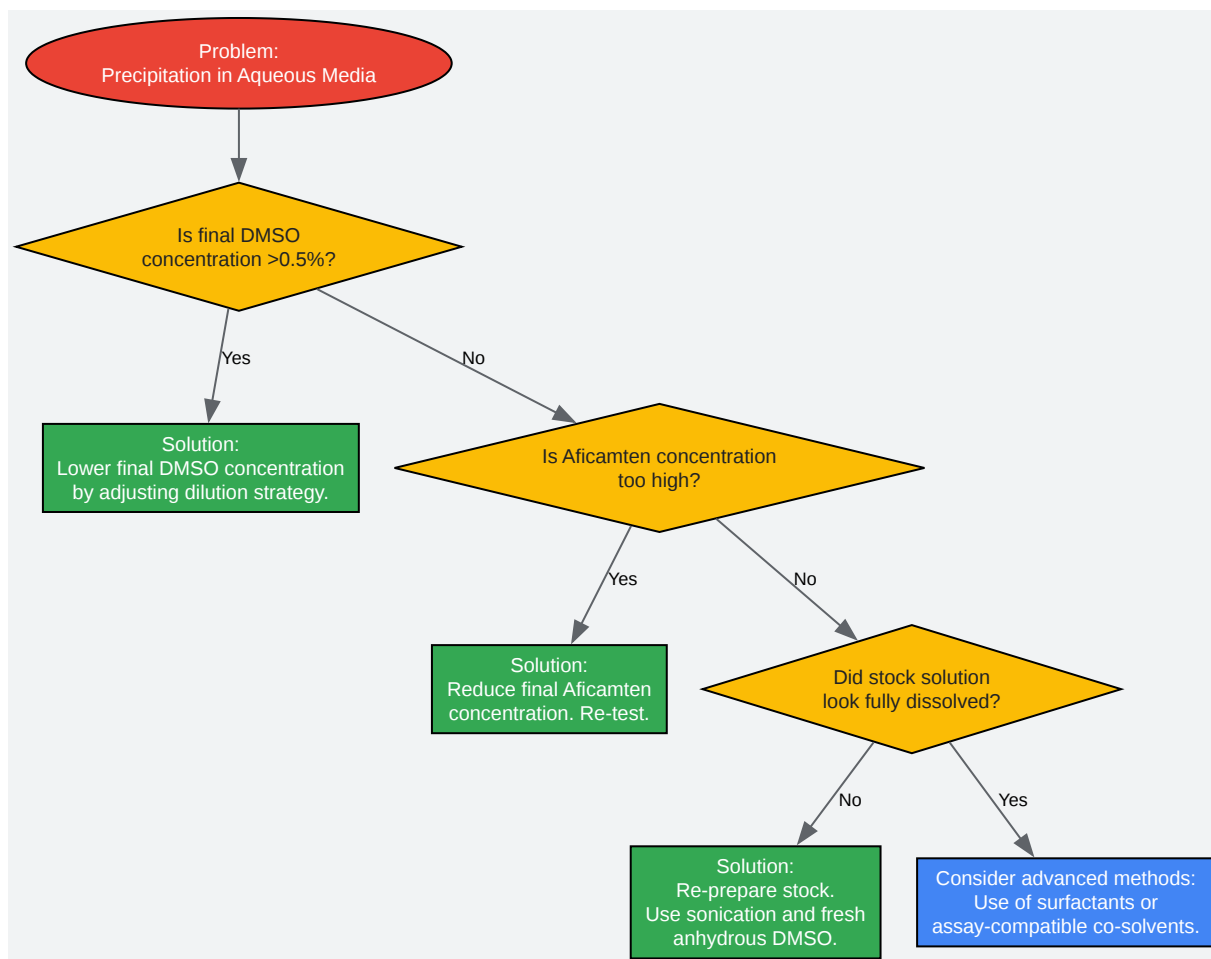 Problem:
Precipitation in Aqueous Media
Is final DMSO
concentration >0.5%?
Yes
No
Solution:
Lower final DMSO concentration
by adjusting dilution strategy.
Is Aficamten concentration
too high?
Yes
No
Solution:
Reduce final Aficamten
concentration. Re-test.
Did stock solution
look fully dissolved?
No
Yes
Solution:
Re-prepare stock.
Use sonication and fresh
anhydrous DMSO.
Consider advanced methods:
Use of surfactants or
assay-compatible co-solvents.